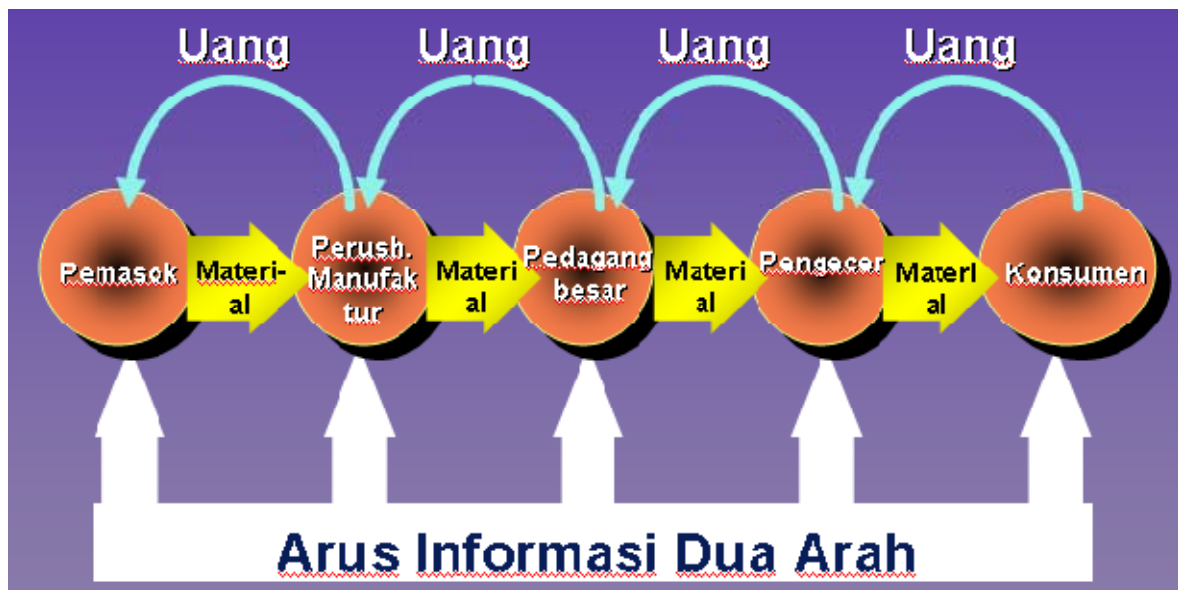 Uang
Uang
Uang
Uang
Pemasok
Materi-
al
Perush.
Manufak
tur
Materi
al
Pedagang
besar
Materi
al
Pengecer
Materi
al
Konsumen
Arus Informasi Dua Arah